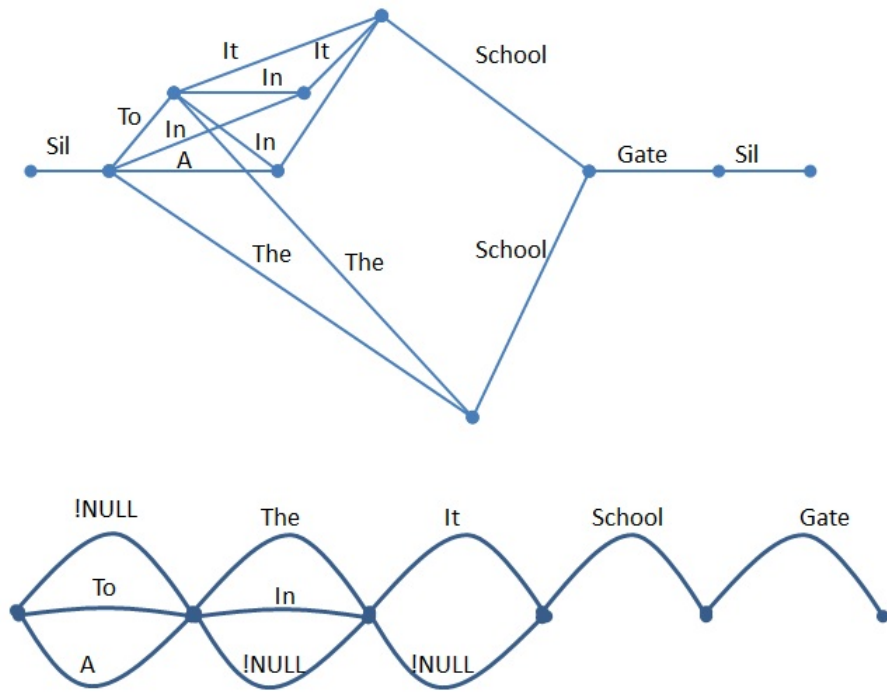 It It
School
In
To In In
Sil A Gate Sil
The The School
!NULL The It School Gate
To In
A !NULL !NULL